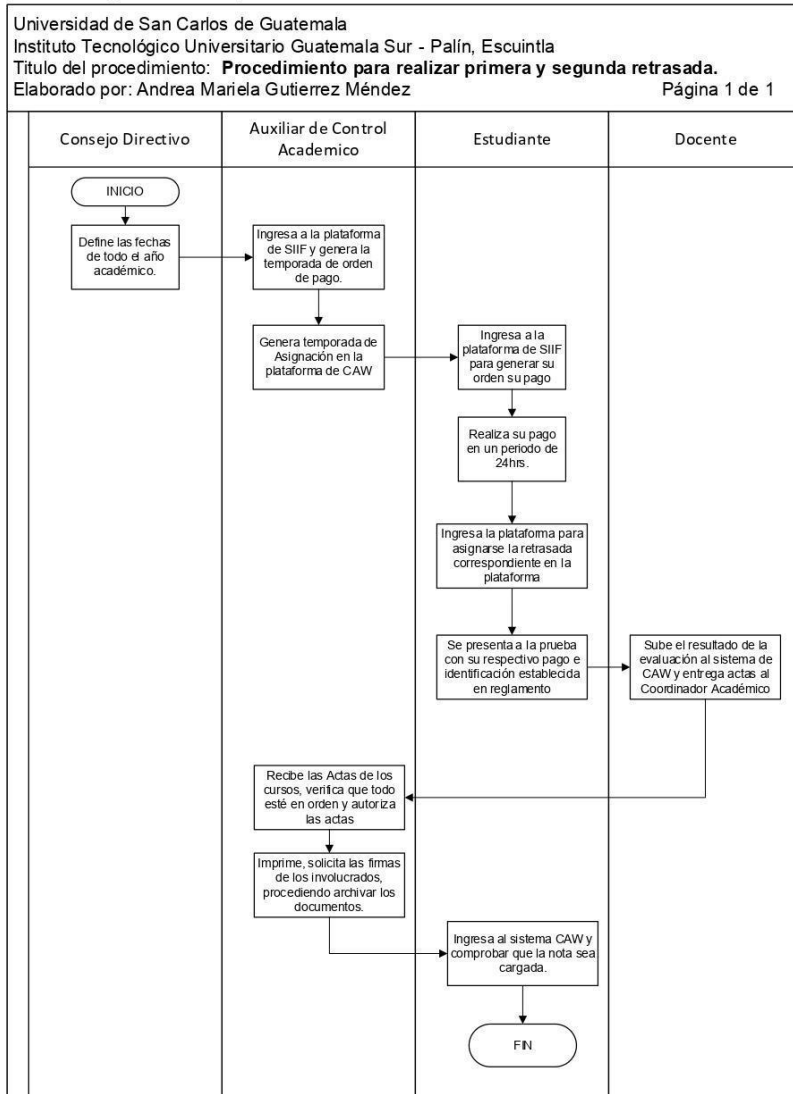 Universidad de San Carlos de Guatemala
Instituto Tecnológico Universitario Guatemala Sur - Palín, Escuintla
Titulo del procedimiento: Procedimiento para realizar primera y segunda retrasada.
Elaborado por: Andrea Mariela Gutierrez Méndez Página 1 de 1
Consejo Directivo
Auxiliar de Control
Academico
Estudiante
Docente
INICIO
Define las fechas
de todo el año
académico.
Ingresa a la plataforma
de SIIF y genera la
temporada de orden
de pago.
Genera temporada de
Asignación en la
plataforma de CAW
Ingresa a la
plataforma de SIIF
para generar su
orden su pago
Realiza su pago
en un periodo de
24hrs.
Ingresa la plataforma para
asignarse la retrasada
correspondiente en la
plataforma
Se presenta a la prueba
con su respectivo pago e
identificación establecida
en reglamento
Sube el resultado de la
evaluación al sistema de
CAW y entrega actas al
Coordinador Académico
Recibe las Actas de los
cursos, verifica que todo
esté en orden y autoriza
las actas
Imprime, solicita las firmas
de los involucrados,
procediendo archivar los
documentos.
Ingresa al sistema CAW y
comprobar que la nota sea
cargada.
FIN